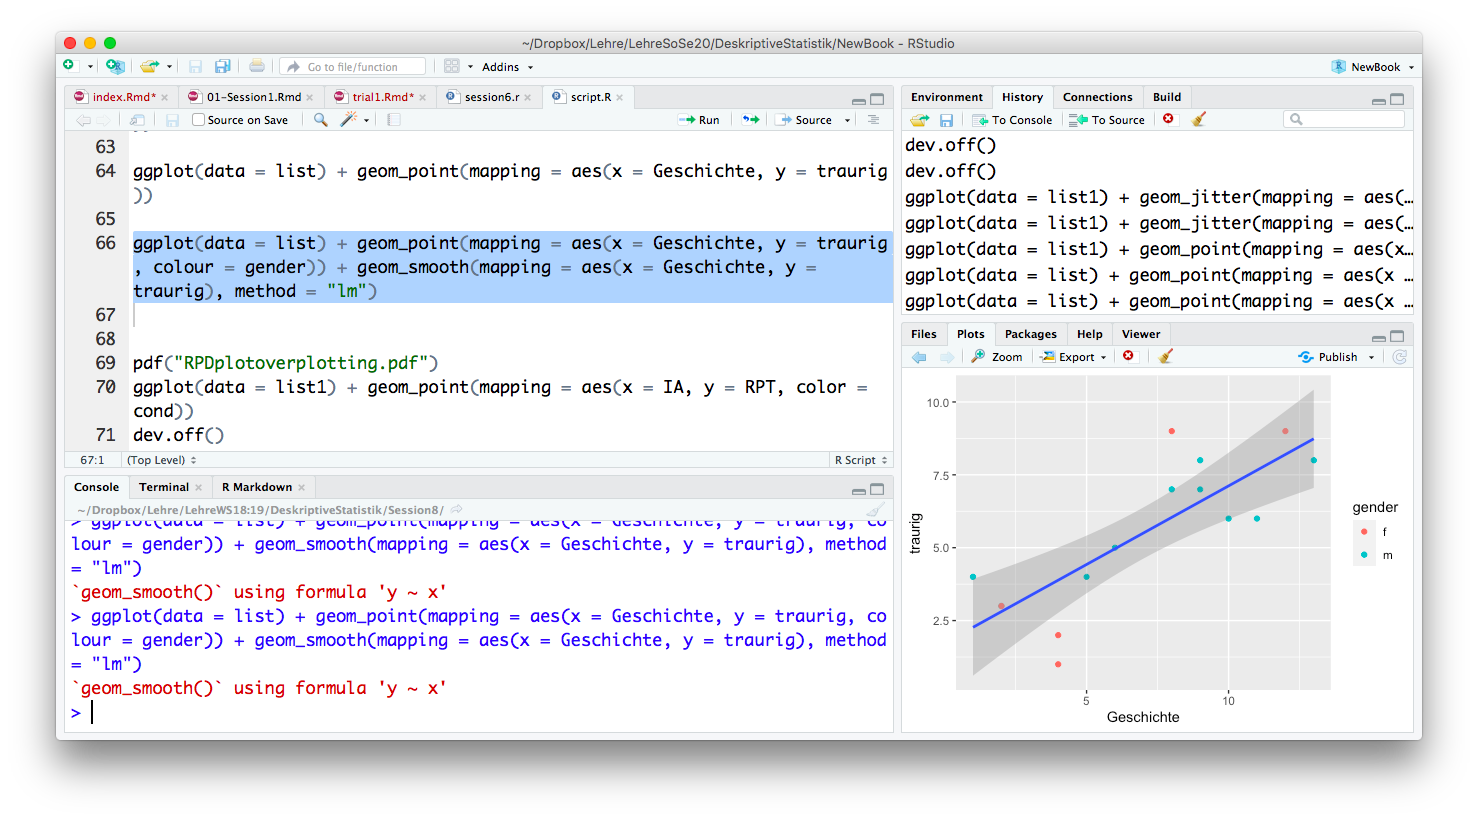 ~/Dropbox/Lehre/LehreSoSe20/DeskriptiveStatistik/NewBook - RStudio
Go to file/function
Addins
NewBook
index.Rmd*
01-Session1.Rmd
trial1.Rmd*
session6.r
script.R
Source on Save
Run
Source
63
64 ggplot(data = list) + geom_point(mapping = aes(x = Geschichte, y = traurig
))
65
66 ggplot(data = list) + geom_point(mapping = aes(x = Geschichte, y = traurig
, colour = gender)) + geom_smooth(mapping = aes(x = Geschichte, y =
traurig), method = "lm")
67
68
69 pdf("RPDplotoverplotting.pdf")
70 ggplot(data = list1) + geom_point(mapping = aes(x = IA, y = RPT, color =
cond))
71 dev.off()
67:1 (Top Level) R Script
Console Terminal R Markdown
~/Dropbox/Lehre/LehreWS18:19/DeskriptiveStatistik/Session8/
> ggplot(data = list) + geom_point(mapping = aes(x = Geschichte, y = traurig, co
lour = gender)) + geom_smooth(mapping = aes(x = Geschichte, y = traurig), method
= "lm")
`geom_smooth()` using formula 'y ~ x'
> ggplot(data = list) + geom_point(mapping = aes(x = Geschichte, y = traurig, co
lour = gender)) + geom_smooth(mapping = aes(x = Geschichte, y = traurig), method
= "lm")
`geom_smooth()` using formula 'y ~ x'
>
Environment History Connections Build
To Console To Source
dev.off()
dev.off()
ggplot(data = list1) + geom_jitter(mapping = aes(…
ggplot(data = list1) + geom_jitter(mapping = aes(…
ggplot(data = list1) + geom_point(mapping = aes(x…
ggplot(data = list) + geom_point(mapping = aes(x …
ggplot(data = list) + geom_point(mapping = aes(x …
Files Plots Packages Help Viewer
Zoom Export Publish
10.0
7.5
5.0
2.5
traurig
5 10
Geschichte
gender
f
m